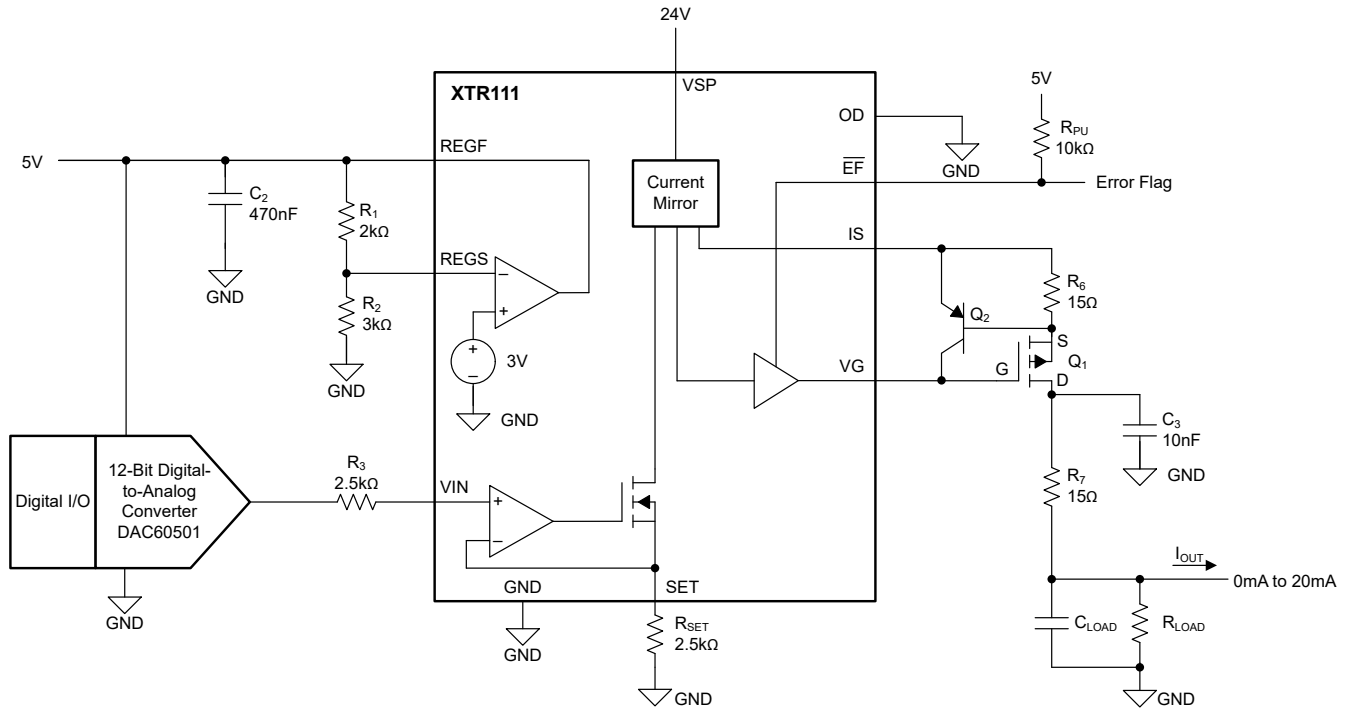 24V
XTR111
VSP
5V
OD
RPU
10kΩ
GND
5V
REGF
EF
Error Flag
Current
Mirror
C2
470nF
R1
2kΩ
IS
GND
REGS
R6
15Ω
R2
3kΩ
−
+
Q2
S
Q1
+
−
3V
VG
G
D
GND
GND
C3
10nF
GND
Digital I/O
12-Bit Digital-
to-Analog
Converter
DAC60501
R3
2.5kΩ
VIN
+
−
R7
15Ω
IOUT
0mA to 20mA
GND
GND
SET
GND
RSET
2.5kΩ
CLOAD
RLOAD
GND
GND